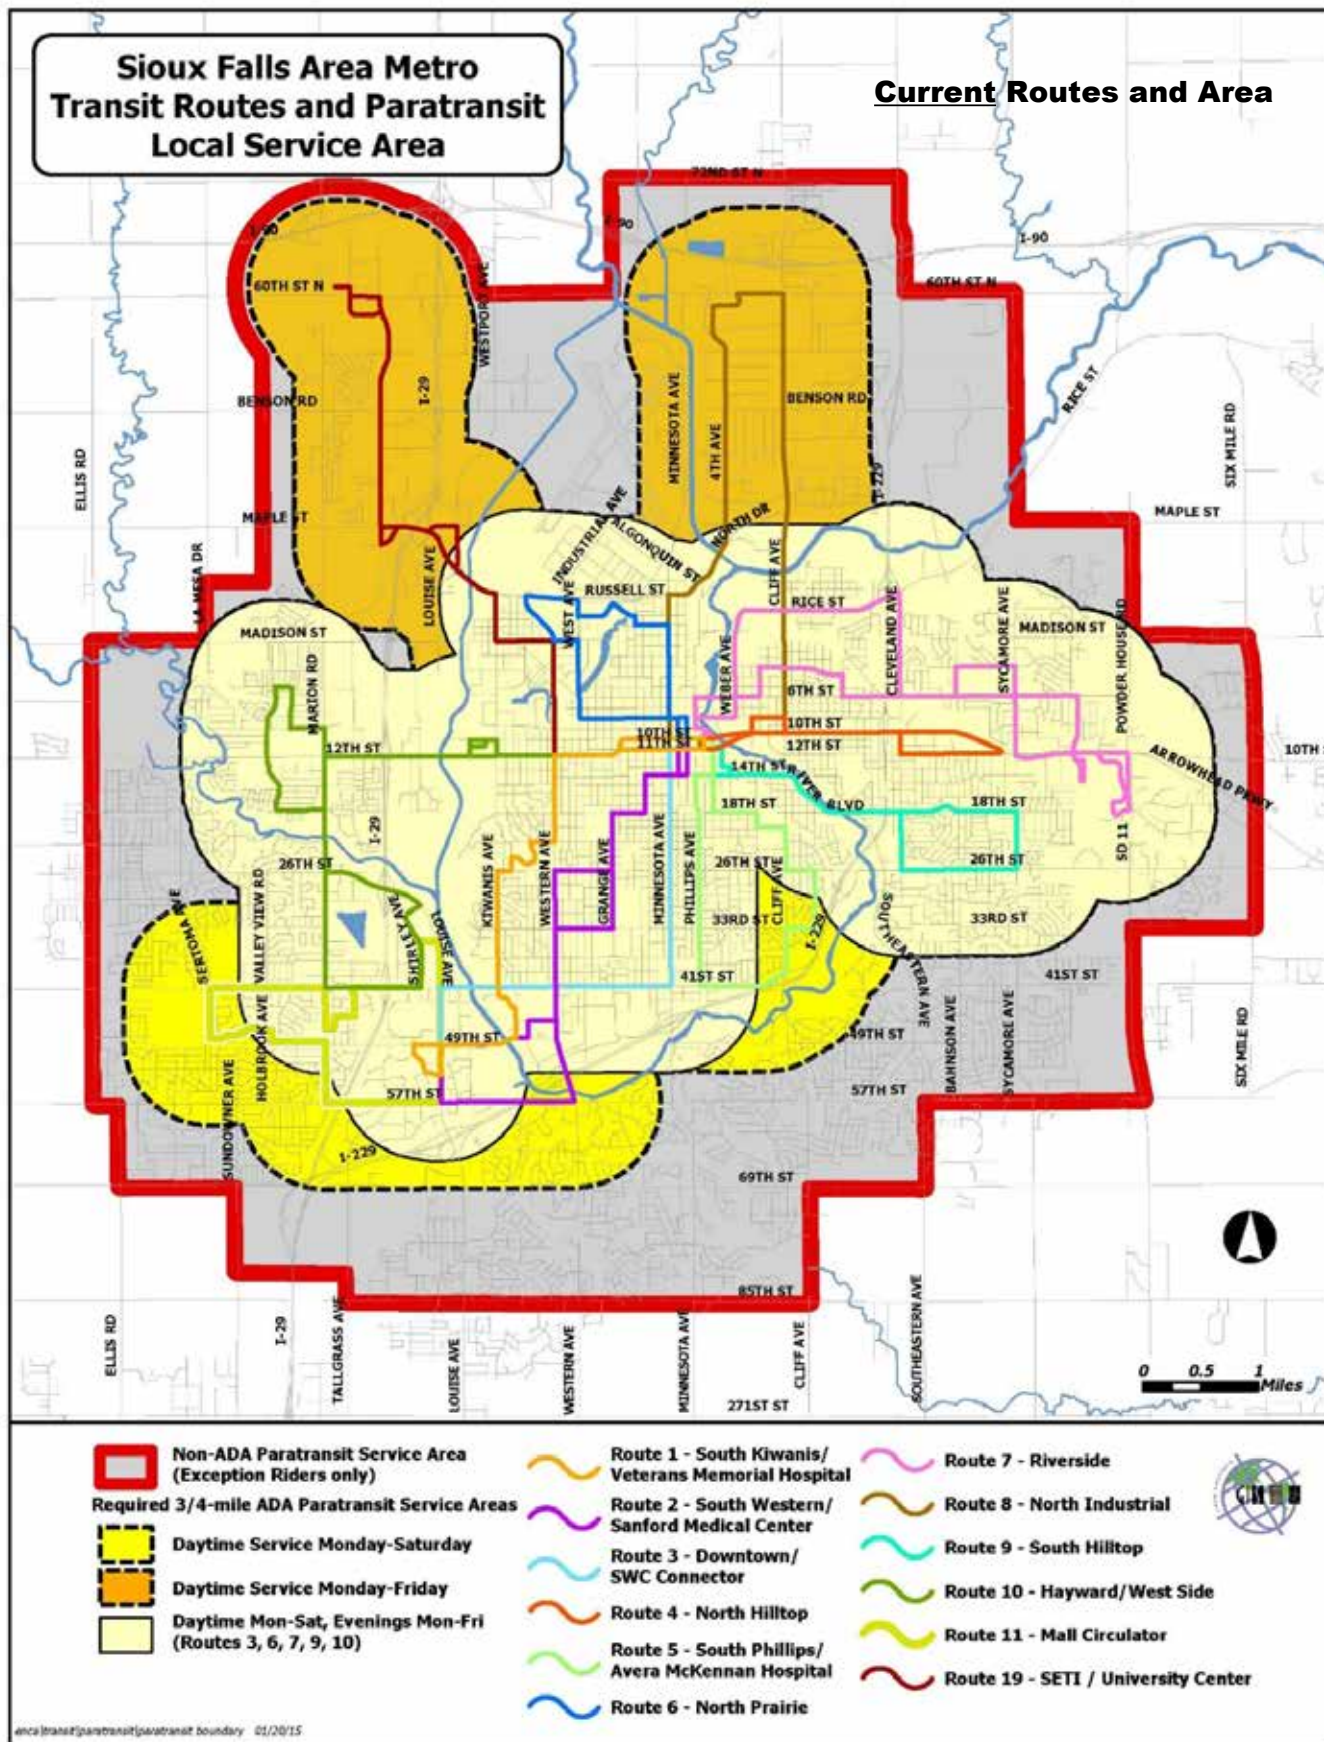 Sioux Falls Area Metro
Transit Routes and Paratransit
Local Service Area
Current Routes and Area
72ND ST N
I-90
I-90
I-90
60TH ST N
60TH ST N
WESTPORT AVE
RICE ST
BENSON RD
BENSON RD
I-29
MINNESOTA AVE
4TH AVE
I-229
ELLIS RD
SIX MILE RD
MAPLE ST
MAPLE ST
INDUSTRIAL AVE
ALGONQUIN ST
NORTH DR
LA MESA DR
LOUISE AVE
WEST AVE
RUSSELL ST
CLIFF AVE
RICE ST
CLEVELAND AVE
SYCAMORE AVE
MADISON ST
MADISON ST
POWDER HOUSE RD
MARION RD
WEBER AVE
6TH ST
10TH ST
10TH ST
11TH ST
12TH ST
12TH ST
ARROWHEAD PKWY
10TH
14TH ST
RIVER BLVD
18TH ST
18TH ST
I-29
26TH ST
26TH ST
26TH ST
SD 11
KIWANIS AVE
WESTERN AVE
GRANGE AVE
MINNESOTA AVE
PHILLIPS AVE
CLIFF AVE
SERTOMA AVE
VALLEY VIEW RD
SHIRLEY AVE
LOUISE AVE
33RD ST
33RD ST
I-229
SOUTHEASTERN AVE
41ST ST
41ST ST
HOLBROOK AVE
49TH ST
49TH ST
BAHNSON AVE
SYCAMORE AVE
SIX MILE RD
57TH ST
57TH ST
SUNDOWNER AVE
I-229
69TH ST
85TH ST
ELLIS RD
I-29
TALLGRASS AVE
LOUISE AVE
WESTERN AVE
MINNESOTA AVE
CLIFF AVE
SOUTHEASTERN AVE
271ST ST
0 0.5 1
Miles
Non-ADA Paratransit Service Area
(Exception Riders only)
Required 3/4-mile ADA Paratransit Service Areas
Daytime Service Monday-Saturday
Daytime Service Monday-Friday
Daytime Mon-Sat, Evenings Mon-Fri
(Routes 3, 6, 7, 9, 10)
Route 1 - South Kiwanis/
Veterans Memorial Hospital
Route 2 - South Western/
Sanford Medical Center
Route 3 - Downtown/
SWC Connector
Route 4 - North Hilltop
Route 5 - South Phillips/
Avera McKennan Hospital
Route 6 - North Prairie
Route 7 - Riverside
Route 8 - North Industrial
Route 9 - South Hilltop
Route 10 - Hayward/West Side
Route 11 - Mall Circulator
Route 19 - SETI / University Center
enca|transit|paratransit|paratransit boundary 01/20/15